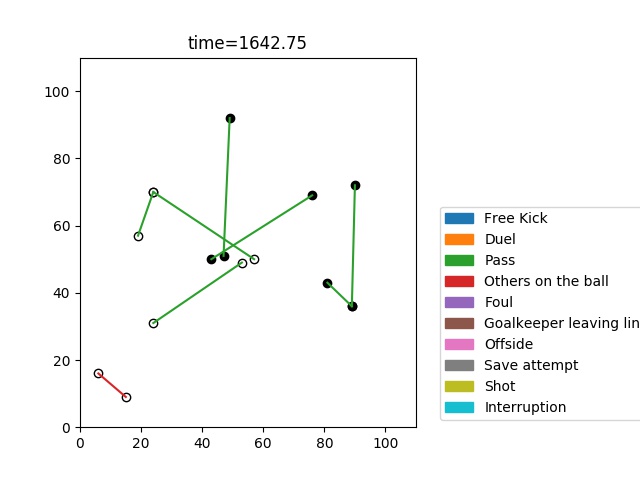 time=1642.75
100
80
60
40
20
0
0 20 40 60 80 100
Free Kick
Duel
Pass
Others on the ball
Foul
Goalkeeper leaving lin
Offside
Save attempt
Shot
Interruption